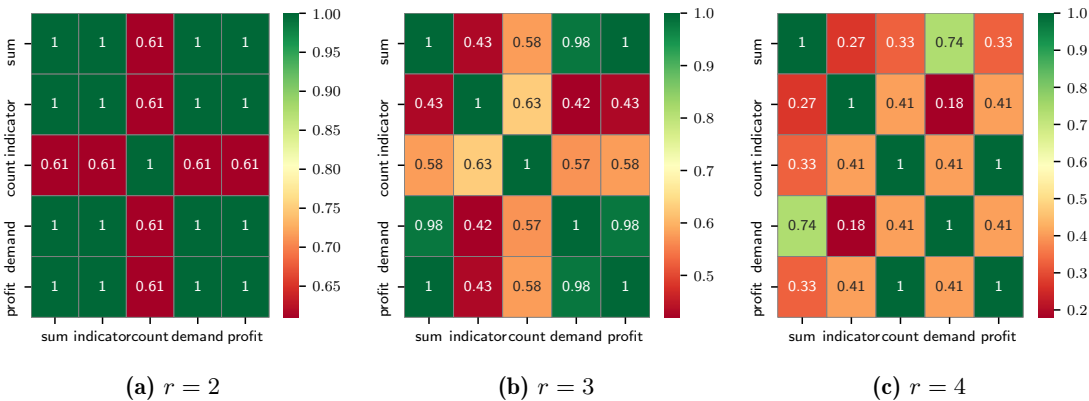 sum 1 1 0.61 1 1
indicator 1 1 0.61 1 1
count 0.61 0.61 1 0.61 0.61
demand 1 1 0.61 1 1
profit 1 1 0.61 1 1
sum indicator count demand profit
1.00
0.95
0.90
0.85
0.80
0.75
0.70
0.65
(a) r = 2
sum 1 0.43 0.58 0.98 1
indicator 0.43 1 0.63 0.42 0.43
count 0.58 0.63 1 0.57 0.58
demand 0.98 0.42 0.57 1 0.98
profit 1 0.43 0.58 0.98 1
sum indicator count demand profit
1.0
0.9
0.8
0.7
0.6
0.5
(b) r = 3
sum 1 0.27 0.33 0.74 0.33
indicator 0.27 1 0.41 0.18 0.41
count 0.33 0.41 1 0.41 1
demand 0.74 0.18 0.41 1 0.41
profit 0.33 0.41 1 0.41 1
sum indicator count demand profit
1.0
0.9
0.8
0.7
0.6
0.5
0.4
0.3
0.2
(c) r = 4